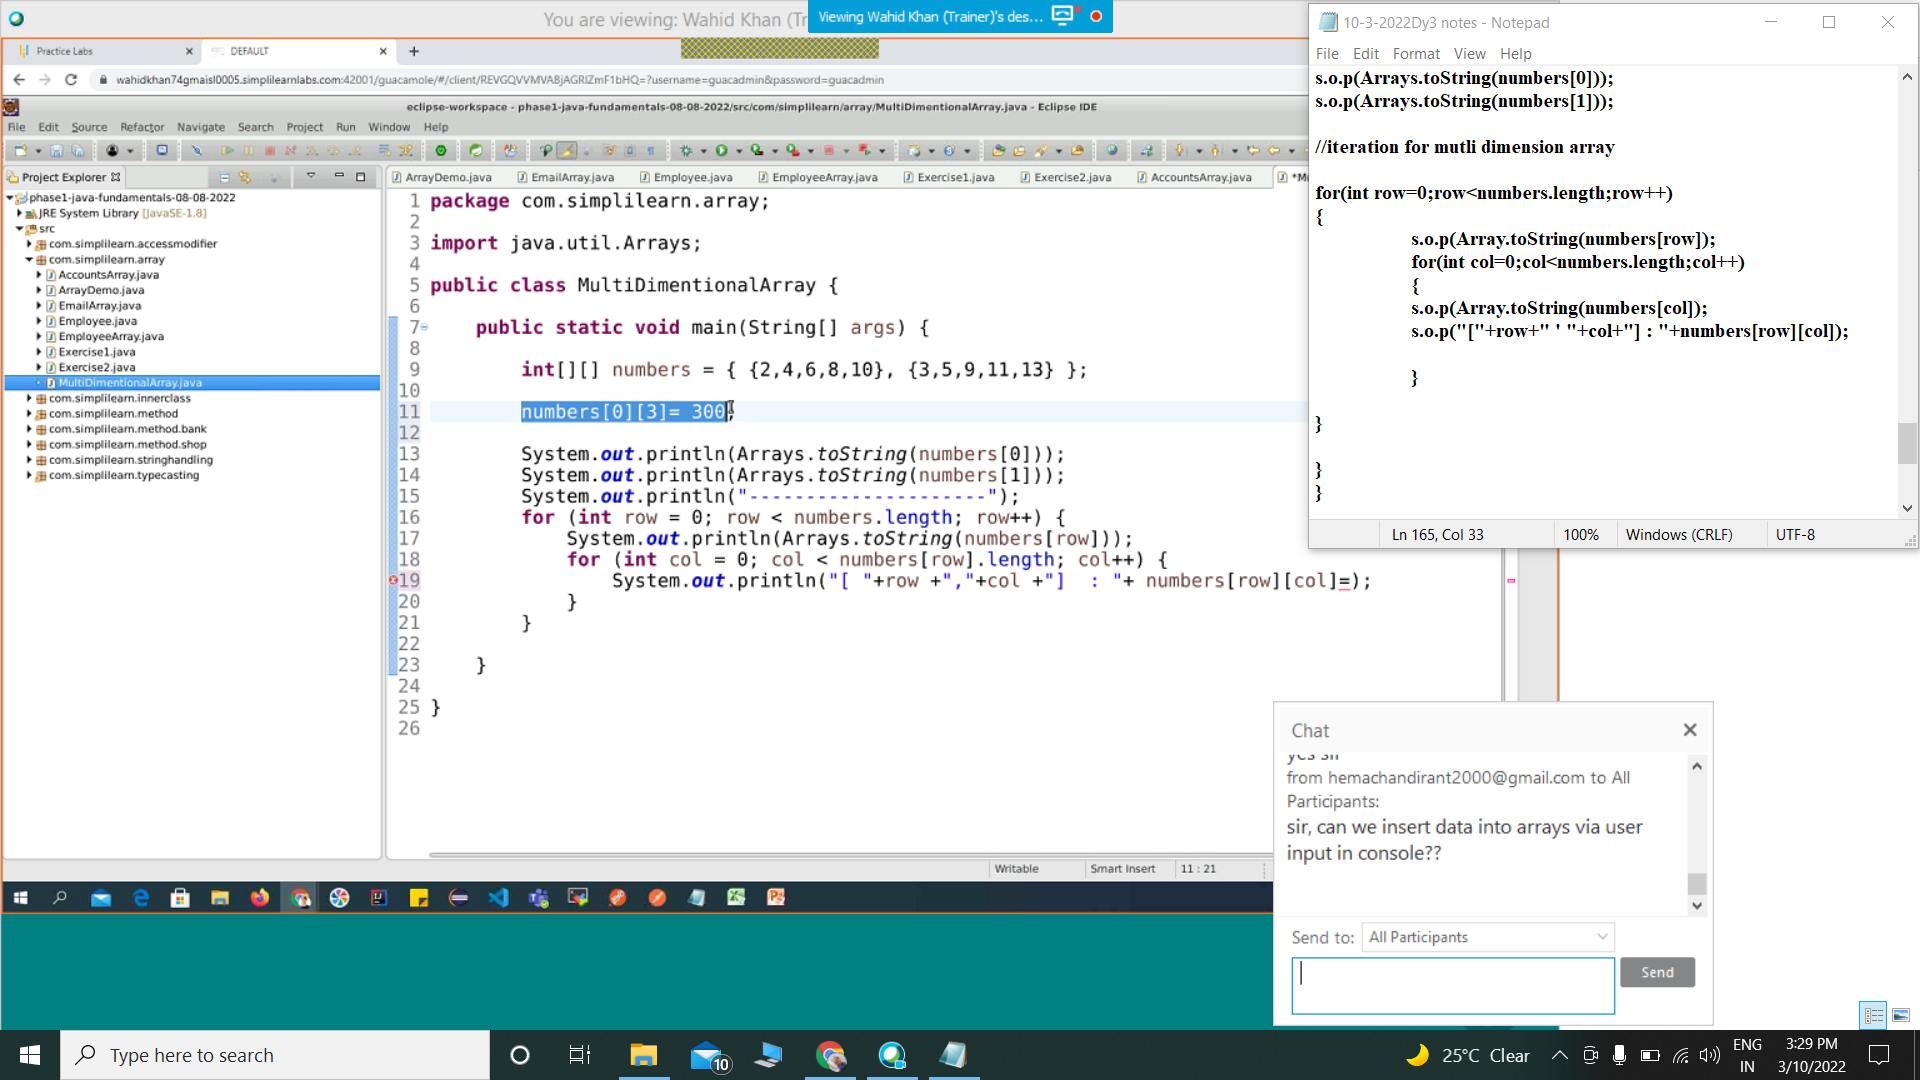 You are viewing: Wahid Khan (Tr
Viewing Wahid Khan (Trainer)'s des...
Practice Labs
DEFAULT
wahidkhan74gmaisl0005.simplilearnlabs.com:42001/guacamole/#/client/REVGQVVMVABjAGRlZmF1bHQ=?username=guacadmin&password=guacadmin
eclipse-workspace - phase1-java-fundamentals-08-08-2022/src/com/simplilearn/array/MultiDimentionalArray.java - Eclipse IDE
File Edit Source Refactor Navigate Search Project Run Window Help
Project Explorer
ArrayDemo.java EmailArray.java Employee.java EmployeeArray.java Exercise1.java Exercise2.java AccountsArray.java *Mu
phase1-java-fundamentals-08-08-2022
JRE System Library [JavaSE-1.8]
src
com.simplilearn.accessmodifier
com.simplilearn.array
AccountsArray.java
ArrayDemo.java
EmailArray.java
Employee.java
EmployeeArray.java
Exercise1.java
Exercise2.java
MultiDimentionalArray.java
com.simplilearn.innerclass
com.simplilearn.method
com.simplilearn.method.bank
com.simplilearn.method.shop
com.simplilearn.stringhandling
com.simplilearn.typecasting
1 package com.simplilearn.array;
2
3 import java.util.Arrays;
4
5 public class MultiDimentionalArray {
6
7 public static void main(String[] args) {
8
9 int[][] numbers = { {2,4,6,8,10}, {3,5,9,11,13} };
10
11 numbers[0][3]= 300;
12
13 System.out.println(Arrays.toString(numbers[0]));
14 System.out.println(Arrays.toString(numbers[1]));
15 System.out.println("---------------------");
16 for (int row = 0; row < numbers.length; row++) {
17 System.out.println(Arrays.toString(numbers[row]));
18 for (int col = 0; col < numbers[row].length; col++) {
19 System.out.println("[ "+row +","+col +"]  : "+ numbers[row][col]=);
20 }
21 }
22
23 }
24
25 }
26
Writable Smart Insert 11 : 21
10-3-2022Dy3 notes - Notepad
File Edit Format View Help
s.o.p(Arrays.toString(numbers[0]));
s.o.p(Arrays.toString(numbers[1]));
//iteration for mutli dimension array
for(int row=0;row<numbers.length;row++)
{
s.o.p(Array.toString(numbers[row]);
for(int col=0;col<numbers.length;col++)
{
s.o.p(Array.toString(numbers[col]);
s.o.p("["+row+" ' "+col+"] : "+numbers[row][col]);
}
}
}
}
Ln 165, Col 33 100% Windows (CRLF) UTF-8
Chat
yes sir
from hemachandirant2000@gmail.com to All
Participants:
sir, can we insert data into arrays via user
input in console??
Send to: All Participants
Send
Type here to search
10
25°C Clear
ENG
IN
3:29 PM
3/10/2022